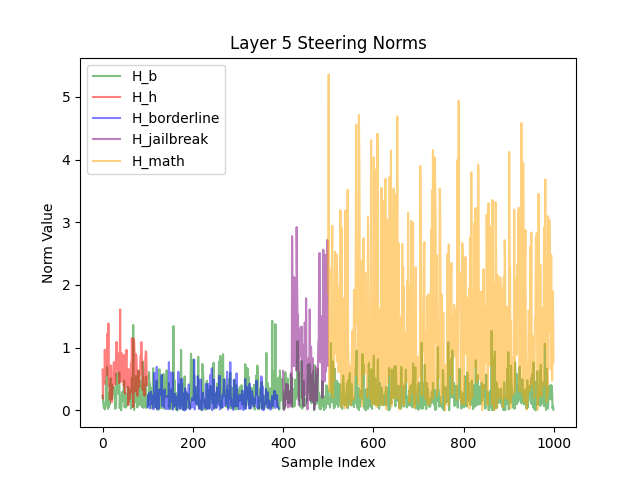 Layer 5 Steering Norms
H_b
H_h
H_borderline
H_jailbreak
H_math
Norm Value
5
4
3
2
1
0
0
200
400
600
800
1000
Sample Index